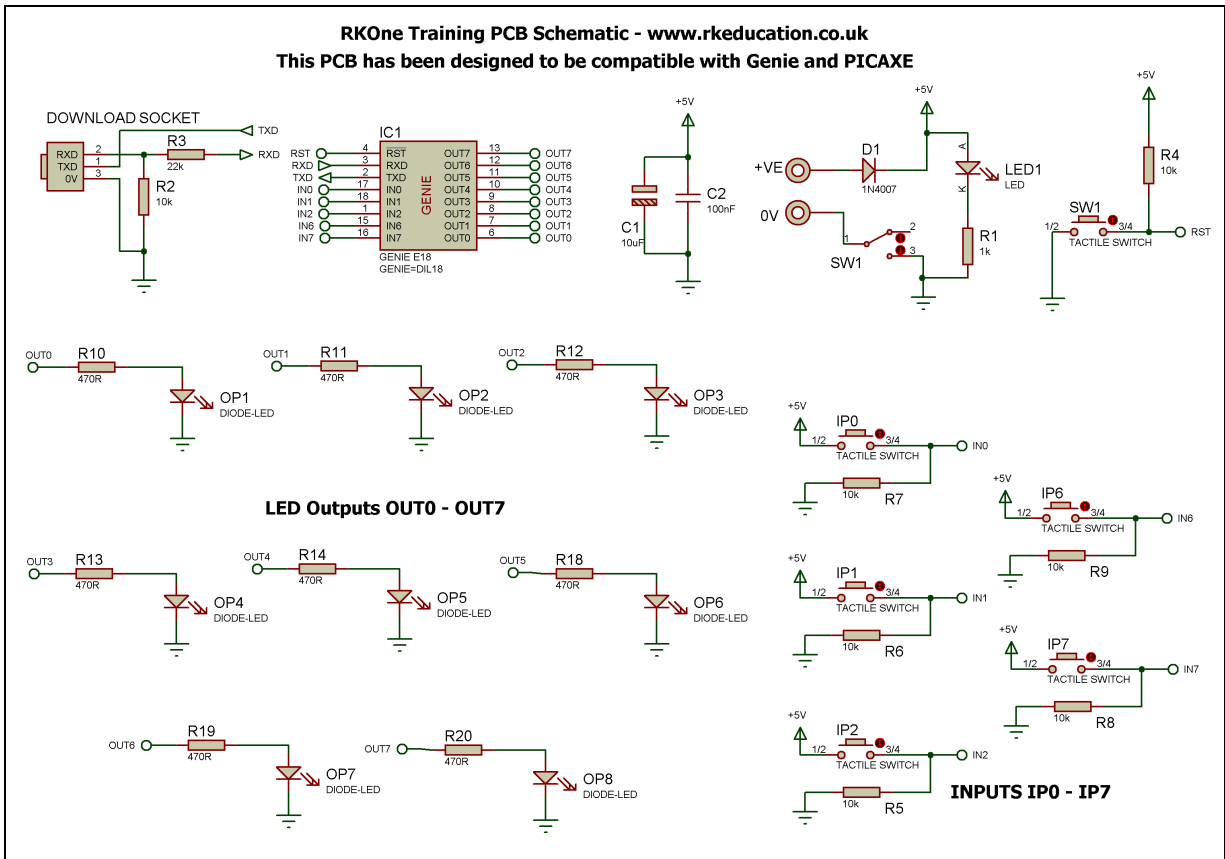 RKOne Training PCB Schematic - www.rkeducation.co.uk
This PCB has been designed to be compatible with Genie and PICAXE
DOWNLOAD SOCKET
RXD 2
TXD 1
0V 3
TXD
R3
22k
RXD
R2
10k
IC1
RST 4 RST OUT7 13 OUT7
RXD 3 RXD OUT6 12 OUT6
TXD 2 TXD OUT5 11 OUT5
IN0 17 IN0 OUT4 10 OUT4
IN1 18 IN1 OUT3 9 OUT3
IN2 1 IN2 OUT2 8 OUT2
IN6 15 IN6 OUT1 7 OUT1
IN7 16 IN7 OUT0 6 OUT0
GENIE
GENIE E18
GENIE=DIL18
+5V
C1
10uF
C2
100nF
+5V
+VE
D1
1N4007
A
K
LED1
LED
0V
1
2
3
SW1
R1
1k
+5V
R4
10k
SW1
1/2 3/4
TACTILE SWITCH
RST
OUT0
R10
470R
OP1
DIODE-LED
OUT1
R11
470R
OP2
DIODE-LED
OUT2
R12
470R
OP3
DIODE-LED
LED Outputs OUT0 - OUT7
OUT3
R13
470R
OP4
DIODE-LED
OUT4
R14
470R
OP5
DIODE-LED
OUT5
R18
470R
OP6
DIODE-LED
OUT6
R19
470R
OP7
DIODE-LED
OUT7
R20
470R
OP8
DIODE-LED
+5V
IP0
1/2 3/4
TACTILE SWITCH
IN0
10k
R7
+5V
IP6
1/2 3/4
TACTILE SWITCH
IN6
10k
R9
+5V
IP1
1/2 3/4
TACTILE SWITCH
IN1
10k
R6
+5V
IP7
1/2 3/4
TACTILE SWITCH
IN7
10k
R8
+5V
IP2
1/2 3/4
TACTILE SWITCH
IN2
10k
R5
INPUTS IP0 - IP7